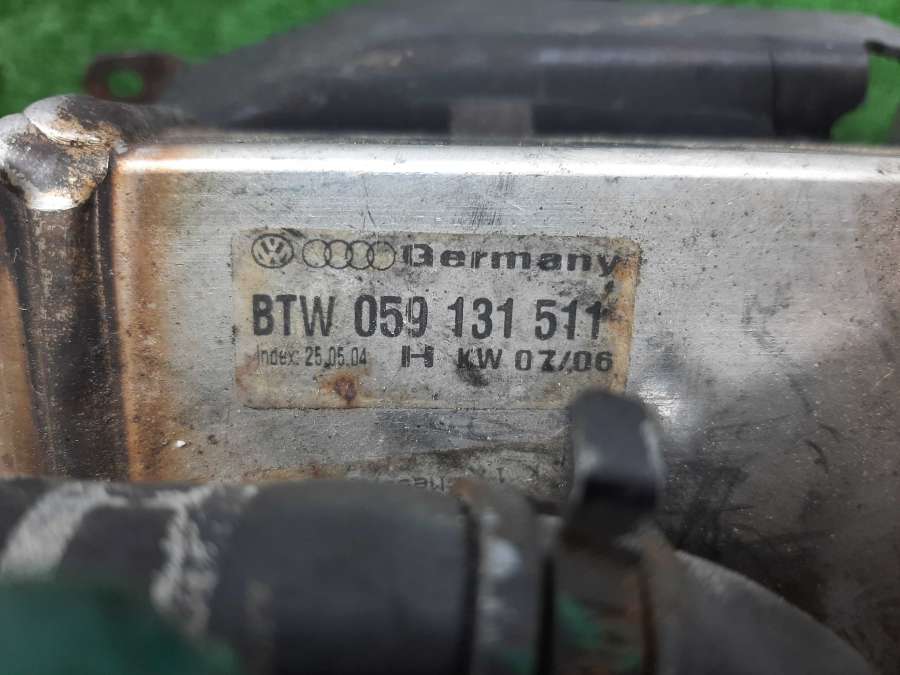 Germany
BTW 059 131 511
Index: 25.05.04 H KW 07/06